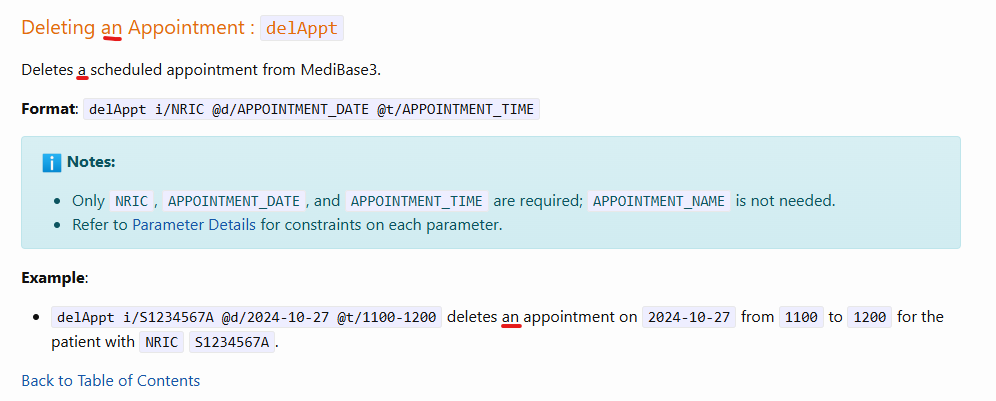 Deleting an Appointment : delAppt
Deletes a scheduled appointment from MediBase3.
Format: delAppt i/NRIC @d/APPOINTMENT_DATE @t/APPOINTMENT_TIME
Notes:
Only NRIC, APPOINTMENT_DATE, and APPOINTMENT_TIME are required; APPOINTMENT_NAME is not needed.
Refer to Parameter Details for constraints on each parameter.
Example:
delAppt i/S1234567A @d/2024-10-27 @t/1100-1200 deletes an appointment on 2024-10-27 from 1100 to 1200 for the
patient with NRIC S1234567A.
Back to Table of Contents